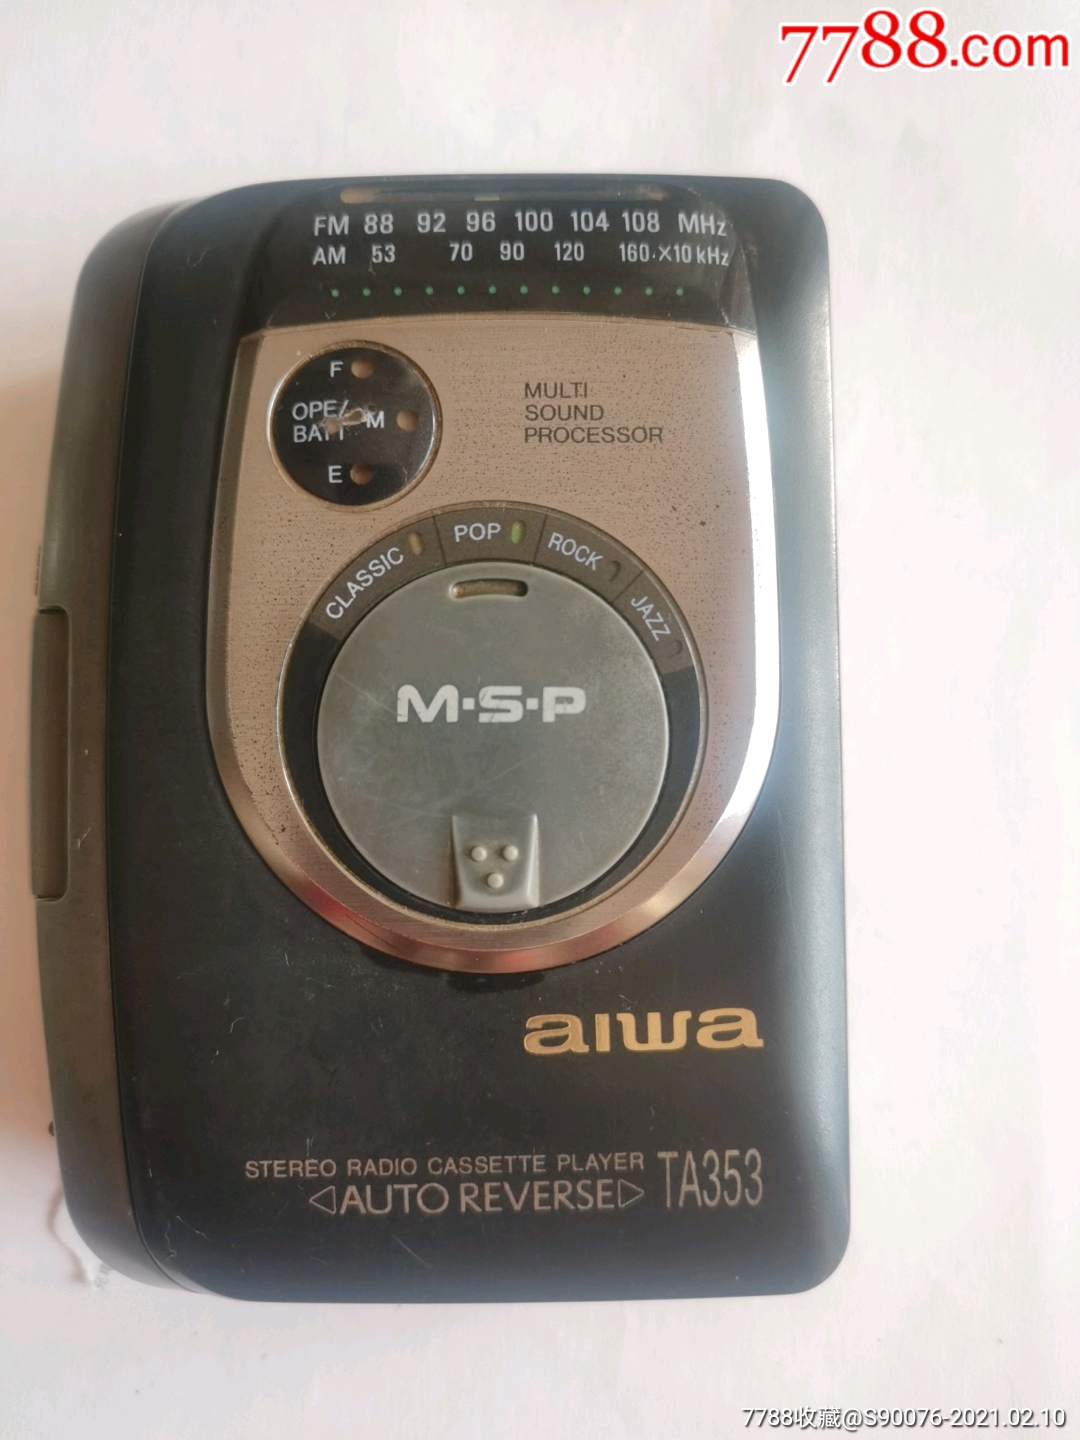 7788.com
FM 88 92 96 100 104 108 MHz
AM 53 70 90 120 160 ×10 kHz
F
OPE/ M
BATT
E
MULTI
SOUND
PROCESSOR
CLASSIC POP ROCK JAZZ
M·S·P
aiwa
STEREO RADIO CASSETTE PLAYER TA353
◁AUTO REVERSE▷
7788收藏@S90076-2021.02.10